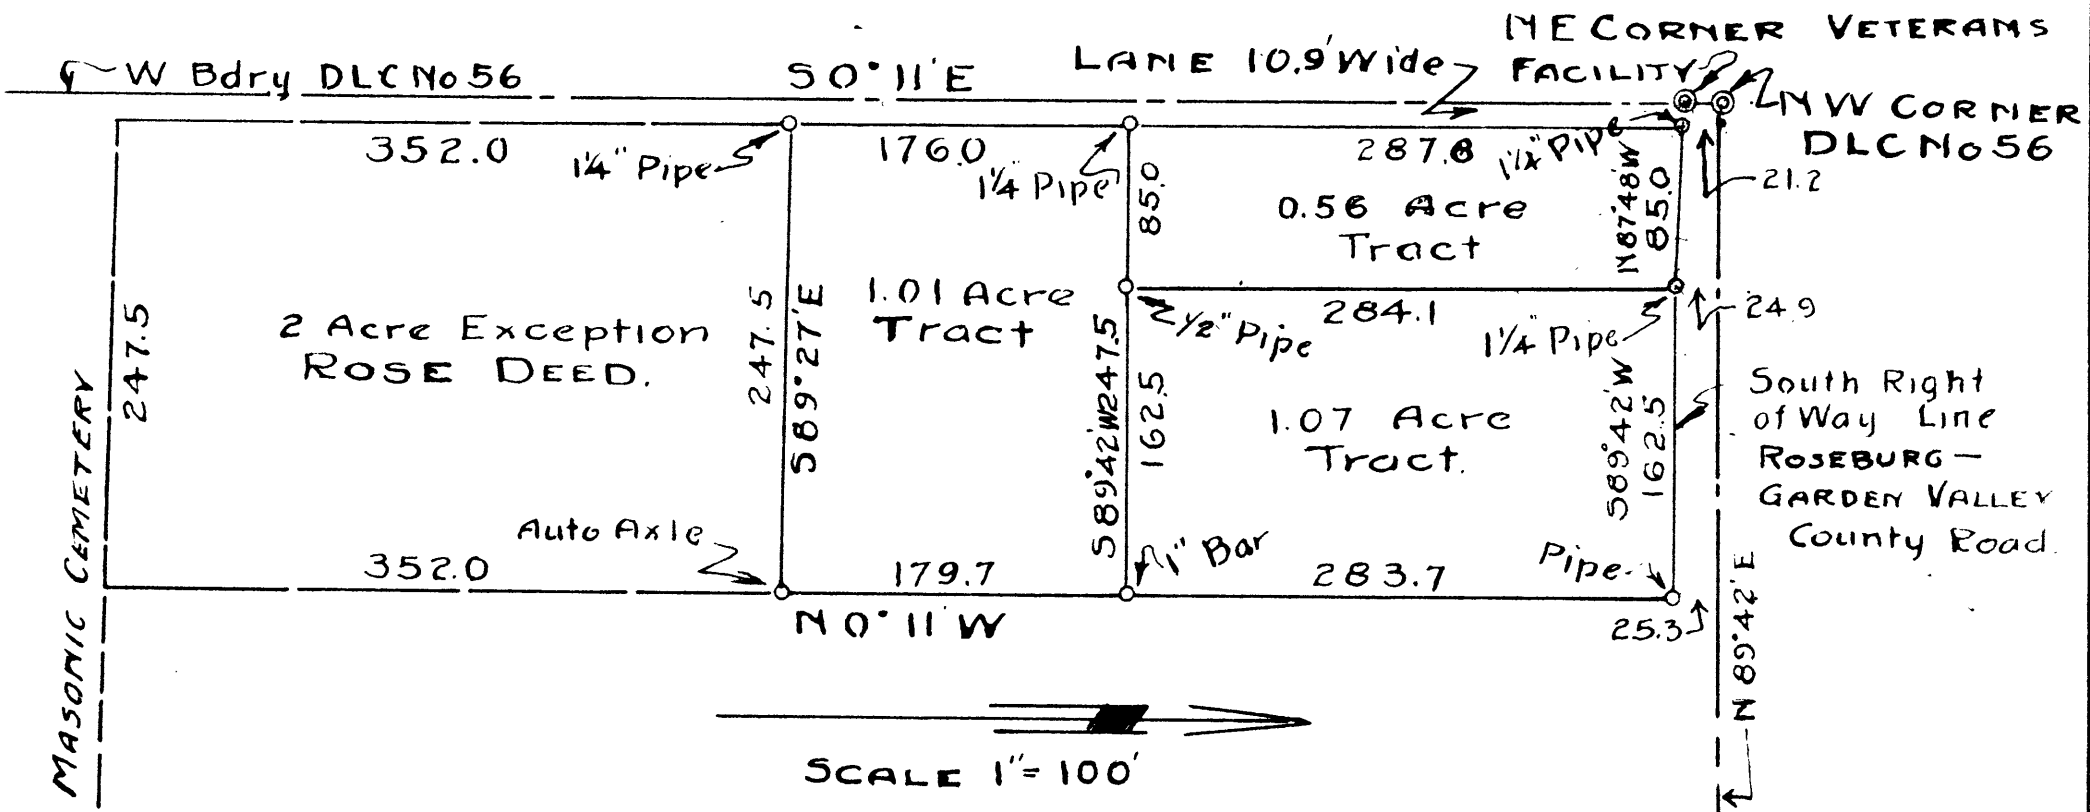 NE CORNER VETERANS
FACILITY
W Bdry DLC No 56
S 0° 11' E
LANE 10.9' Wide
NW CORNER
DLC No 56
352.0
1¼" Pipe
176.0
1¼ Pipe
287.8
1¼" Pipe
21.2
85.0
0.56 Acre
Tract
N 87°48' W
85.0
247.5
2 Acre Exception
ROSE DEED.
247.5
S 89° 27' E
1.01 Acre
Tract
½" Pipe
284.1
1¼" Pipe
24.9
MASONIC CEMETERY
S 89°42' W 247.5
162.5
1.07 Acre
Tract.
S 89°42' W
162.5
South Right
of Way Line
ROSEBURG —
GARDEN VALLEY
County Road.
Auto Axle
352.0
179.7
1" Bar
283.7
Pipe
N 0° 11' W
25.3
N 89°42' E
SCALE 1" = 100'